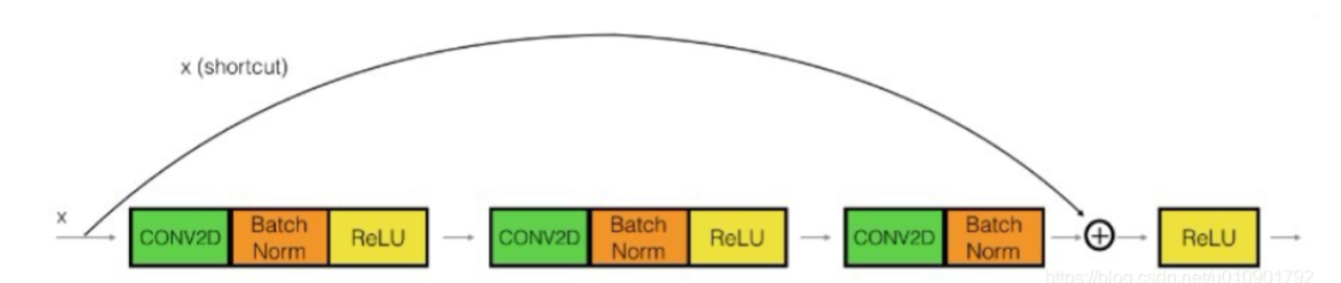 x (shortcut)
x
CONV2D
Batch
Norm
ReLU
CONV2D
Batch
Norm
ReLU
CONV2D
Batch
Norm
ReLU
https://blog.csdn.net/u010901792